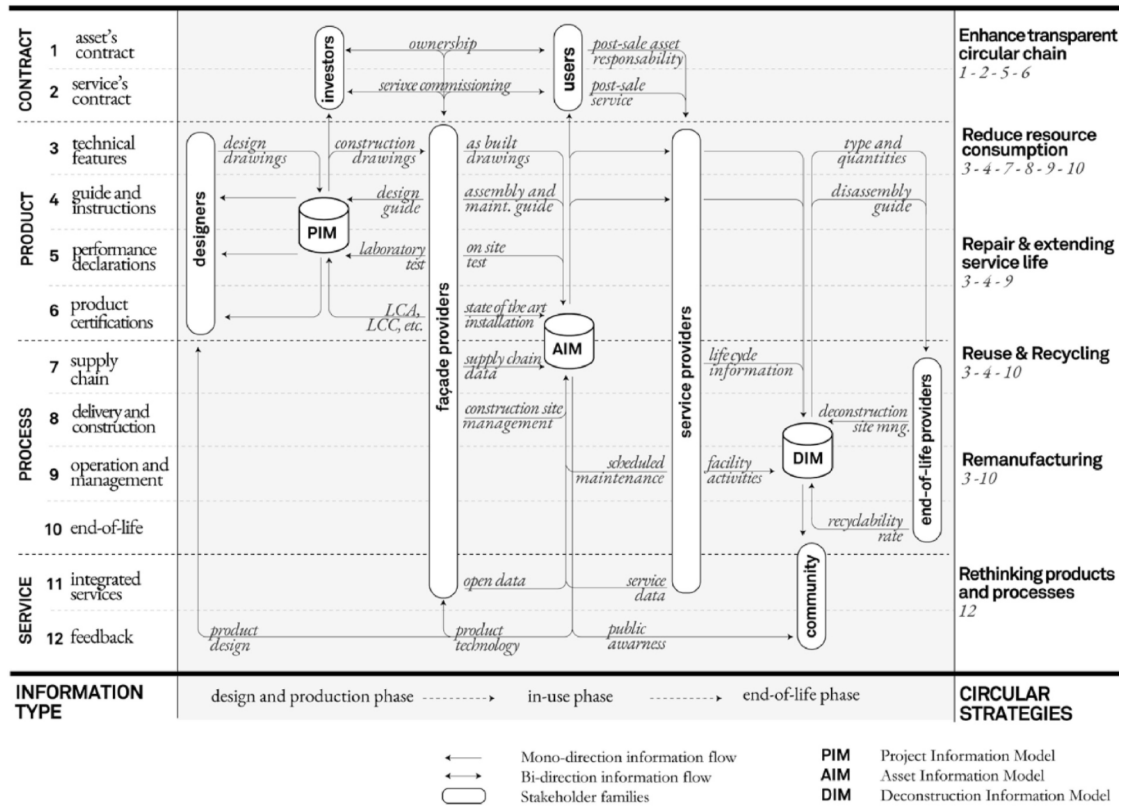 CONTRACT
1 asset's
contract
2 service's
contract
PRODUCT
3 technical
features
4 guide and
instructions
5 performance
declarations
6 product
certifications
PROCESS
7 supply
chain
8 delivery and
construction
9 operation and
management
10 end-of-life
SERVICE
11 integrated
services
12 feedback
investors
ownership
users
post-sale asset
responsability
serivce commissioning
post-sale
service
designers
design
drawings
construction
drawings
façade providers
as built
drawings
service providers
type and
quantities
design
guide
assembly and
maint. guide
disassembly
guide
PIM
laboratory
test
on site
test
LCA,
LCC, etc.
state of the art
installation
AIM
supply chain
data
life cycle
information
construction site
management
deconstruction
site mng.
end-of-life providers
DIM
scheduled
maintenance
facility
activities
recyclability
rate
community
open data
service
data
product
design
product
technology
public
awarness
Enhance transparent
circular chain
1 - 2 - 5 - 6
Reduce resource
consumption
3 - 4 - 7 - 8 - 9 - 10
Repair & extending
service life
3 - 4 - 9
Reuse & Recycling
3 - 4 - 10
Remanufacturing
3 -10
Rethinking products
and processes
12
INFORMATION
TYPE
design and production phase
in-use phase
end-of-life phase
CIRCULAR
STRATEGIES
Mono-direction information flow
Bi-direction information flow
Stakeholder families
PIM Project Information Model
AIM Asset Information Model
DIM Deconstruction Information Model